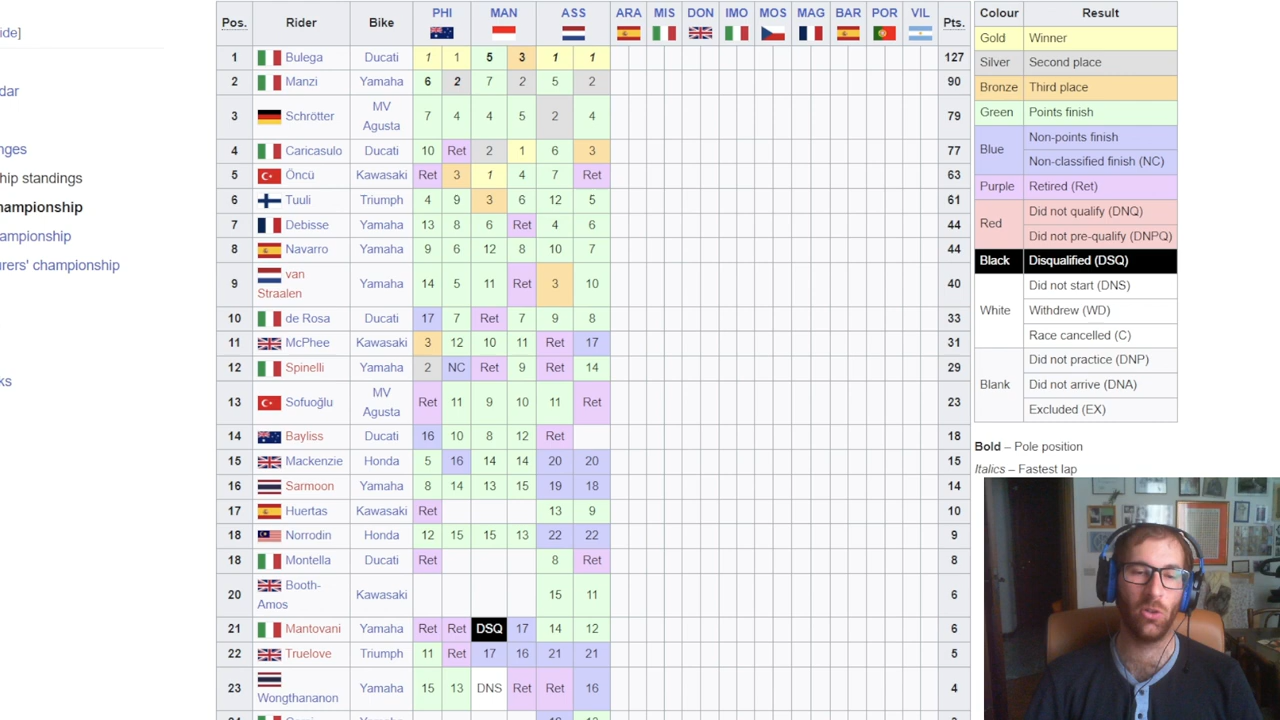 Pos. Rider Bike PHI MAN ASS ARA MIS DON IMO MOS MAG BAR POR VIL Pts.
1 Bulega Ducati 1 1 5 3 1 1 127
2 Manzi Yamaha 6 2 7 2 5 2 90
3 Schrötter MV Agusta 7 4 4 5 2 4 79
4 Caricasulo Ducati 10 Ret 2 1 6 3 77
5 Öncü Kawasaki Ret 3 1 4 7 Ret 63
6 Tuuli Triumph 4 9 3 6 12 5 61
7 Debisse Yamaha 13 8 6 Ret 4 6 44
8 Navarro Yamaha 9 6 12 8 10 7 44
9 van Straalen Yamaha 14 5 11 Ret 3 10 40
10 de Rosa Ducati 17 7 Ret 7 9 8 33
11 McPhee Kawasaki 3 12 10 11 Ret 17 31
12 Spinelli Yamaha 2 NC Ret 9 Ret 14 29
13 Sofuoğlu MV Agusta Ret 11 9 10 11 Ret 23
14 Bayliss Ducati 16 10 8 12 Ret 18
15 Mackenzie Honda 5 16 14 14 20 20 15
16 Sarmoon Yamaha 8 14 13 15 19 18 14
17 Huertas Kawasaki Ret 13 9 10
18 Norrodin Honda 12 15 15 13 22 22 9
18 Montella Ducati Ret 8 Ret 8
20 Booth-Amos Kawasaki 15 11 6
21 Mantovani Yamaha Ret Ret DSQ 17 14 12 6
22 Truelove Triumph 11 Ret 17 16 21 21 5
23 Wongthananon Yamaha 15 13 DNS Ret Ret 16 4
Colour Result
Gold Winner
Silver Second place
Bronze Third place
Green Points finish
Blue Non-points finish
Non-classified finish (NC)
Purple Retired (Ret)
Red Did not qualify (DNQ)
Did not pre-qualify (DNPQ)
Black Disqualified (DSQ)
White Did not start (DNS)
Withdrew (WD)
Race cancelled (C)
Blank Did not practice (DNP)
Did not arrive (DNA)
Excluded (EX)
Bold – Pole position
Italics – Fastest lap
ide]
dar
nges
hip standings
hampionship
ampionship
rers' championship
ks